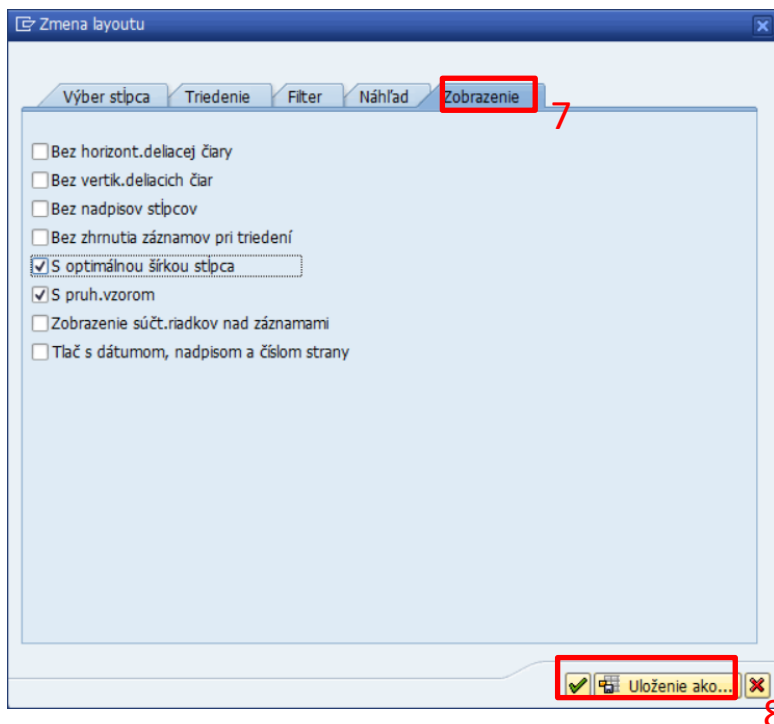 Zmena layoutu
Výber stĺpca Triedenie Filter Náhľad Zobrazenie
7
Bez horizont.deliacej čiary
Bez vertik.deliacich čiar
Bez nadpisov stĺpcov
Bez zhrnutia záznamov pri triedení
S optimálnou šírkou stĺpca
S pruh.vzorom
Zobrazenie súčt.riadkov nad záznamami
Tlač s dátumom, nadpisom a číslom strany
Uloženie ako...
8